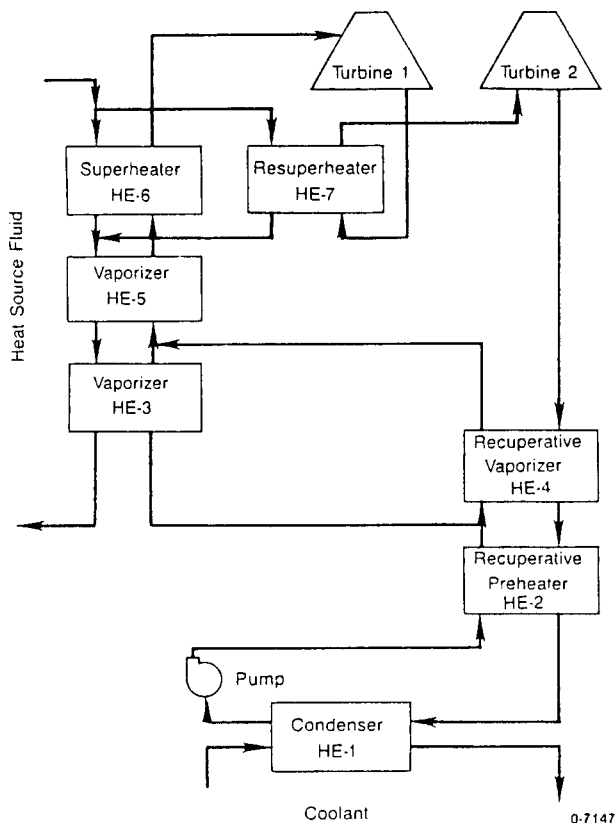 Turbine 1
Turbine 2
Superheater
HE-6
Resuperheater
HE-7
Heat Source Fluid
Vaporizer
HE-5
Vaporizer
HE-3
Recuperative
Vaporizer
HE-4
Recuperative
Preheater
HE-2
Pump
Condenser
HE-1
Coolant
0-7147